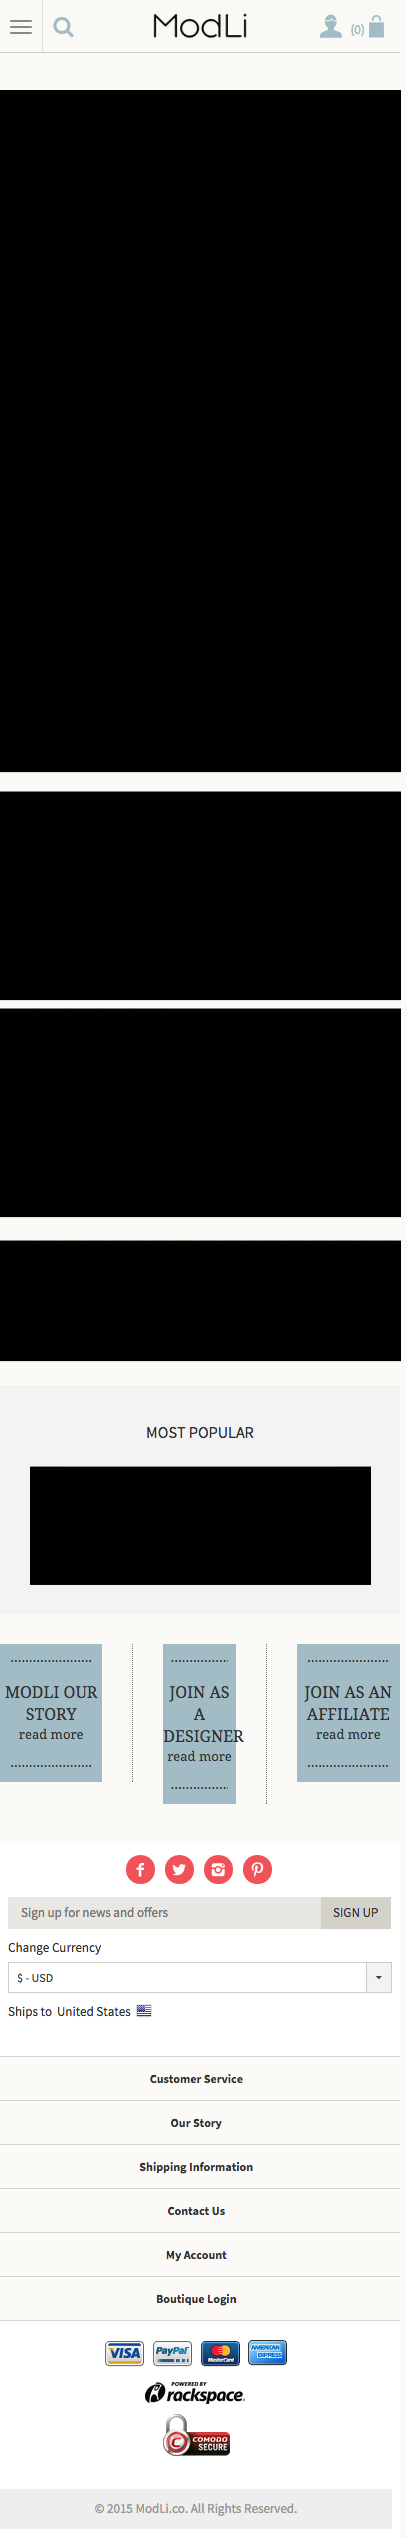 ModLi
(0)
MOST POPULAR
MODLI OUR
STORY
read more
JOIN AS
A
DESIGNER
read more
JOIN AS AN
AFFILIATE
read more
Sign up for news and offers
SIGN UP
Change Currency
$ - USD
Ships to United States
Customer Service
Our Story
Shipping Information
Contact Us
My Account
Boutique Login
VISA
PayPal
MasterCard
AMERICAN
EXPRESS
POWERED BY
rackspace.
COMODO
SECURE
© 2015 ModLi.co. All Rights Reserved.